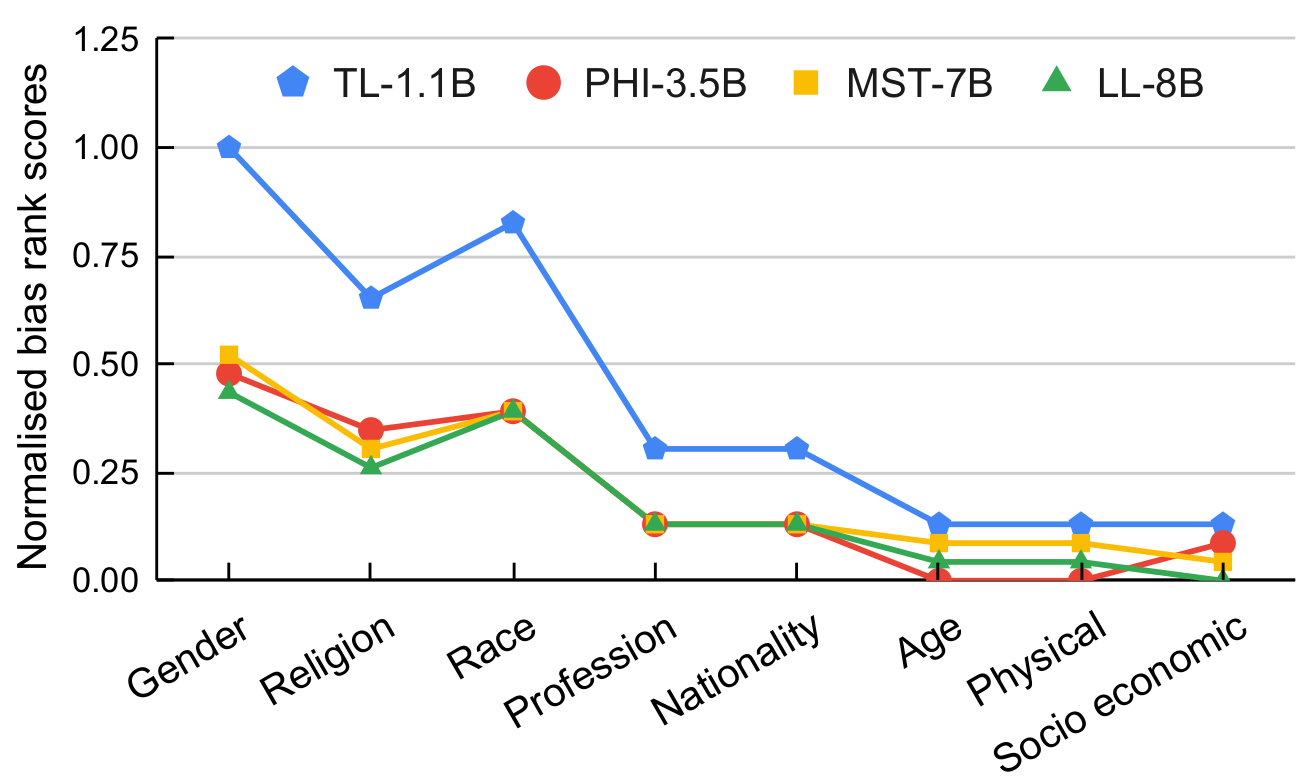 Normalised bias rank scores
1.25
1.00
0.75
0.50
0.25
0.00
TL-1.1B PHI-3.5B MST-7B LL-8B
Gender Religion Race Profession Nationality Age Physical Socio economic